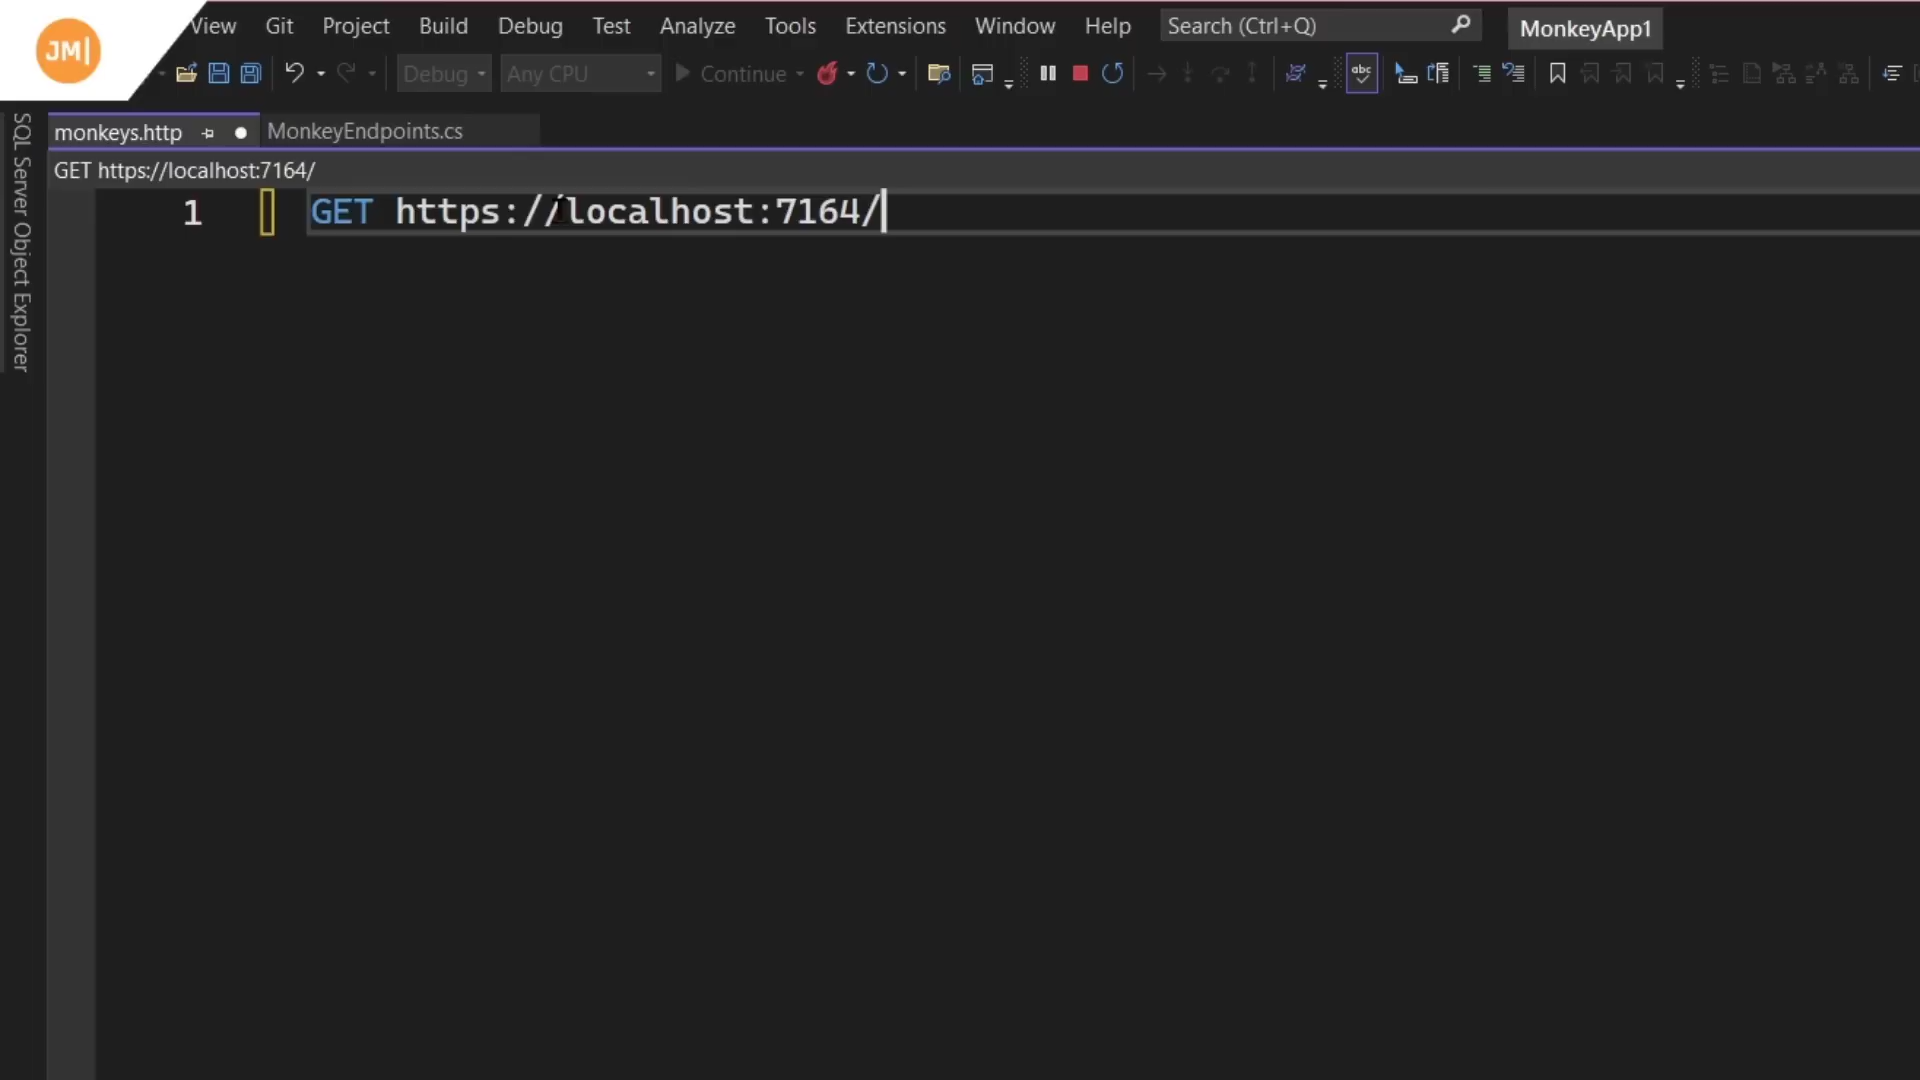 JM|
View Git Project Build Debug Test Analyze Tools Extensions Window Help Search (Ctrl+Q) MonkeyApp1
Debug Any CPU Continue abc
SQL Server Object Explorer
monkeys.http MonkeyEndpoints.cs
GET https://localhost:7164/
1 GET https://localhost:7164/